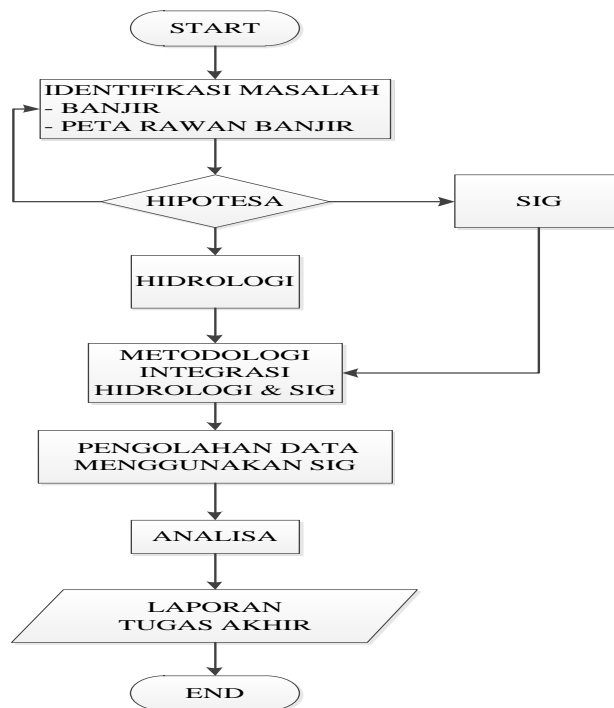 START
IDENTIFIKASI MASALAH
- BANJIR
- PETA RAWAN BANJIR
HIPOTESA
SIG
HIDROLOGI
METODOLOGI
INTEGRASI
HIDROLOGI & SIG
PENGOLAHAN DATA
MENGGUNAKAN SIG
ANALISA
LAPORAN
TUGAS AKHIR
END